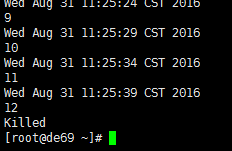 Wed Aug 31 11:25:24 CST 2016
9
Wed Aug 31 11:25:29 CST 2016
10
Wed Aug 31 11:25:34 CST 2016
11
Wed Aug 31 11:25:39 CST 2016
12
Killed
[root@de69 ~]#